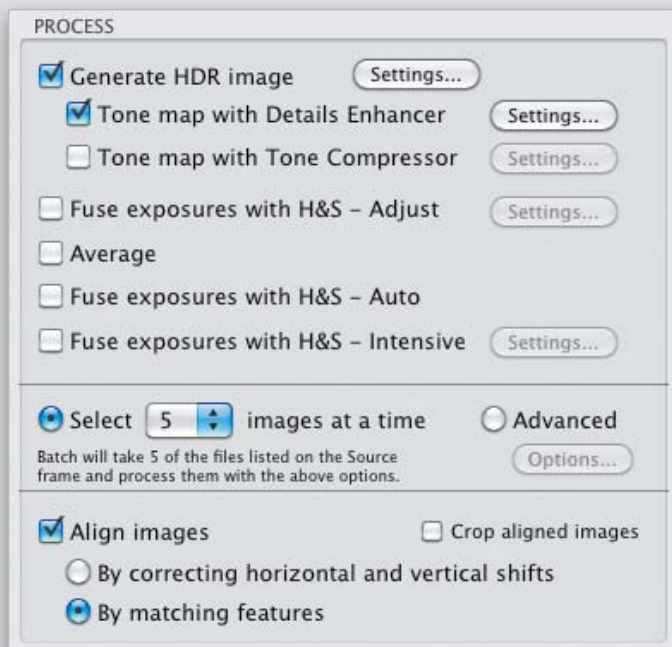 PROCESS
Generate HDR image Settings...
Tone map with Details Enhancer Settings...
Tone map with Tone Compressor Settings...
Fuse exposures with H&S – Adjust Settings...
Average
Fuse exposures with H&S – Auto
Fuse exposures with H&S – Intensive Settings...
Select 5 images at a time Advanced
Batch will take 5 of the files listed on the Source
frame and process them with the above options. Options...
Align images Crop aligned images
By correcting horizontal and vertical shifts
By matching features